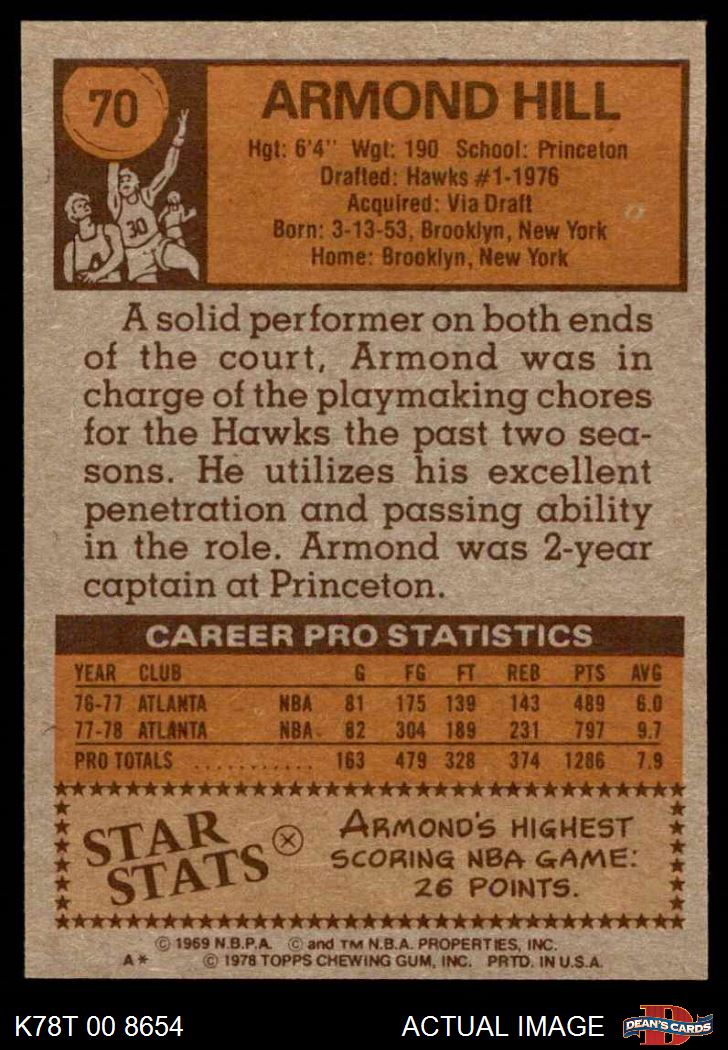 70
ARMOND HILL
Hgt: 6'4" Wgt: 190 School: Princeton
Drafted: Hawks #1-1976
Acquired: Via Draft
Born: 3-13-53, Brooklyn, New York
Home: Brooklyn, New York
30
A solid performer on both ends
of the court, Armond was in
charge of the playmaking chores
for the Hawks the past two sea-
sons. He utilizes his excellent
penetration and passing ability
in the role. Armond was 2-year
captain at Princeton.
CAREER PRO STATISTICS
YEAR CLUB G FG FT REB PTS AVG
76-77 ATLANTA NBA 81 175 139 143 489 6.0
77-78 ATLANTA NBA 82 304 189 231 797 9.7
PRO TOTALS ........... 163 479 328 374 1286 7.9
STAR
STATS
ARMOND'S HIGHEST
SCORING NBA GAME:
26 POINTS.
© 1969 N.B.P.A. © and TM N.B.A. PROPERTIES, INC.
A* © 1978 TOPPS CHEWING GUM, INC. PRTD. IN U.S.A.
K78T 00 8654 ACTUAL IMAGE D DEAN'S CARDS